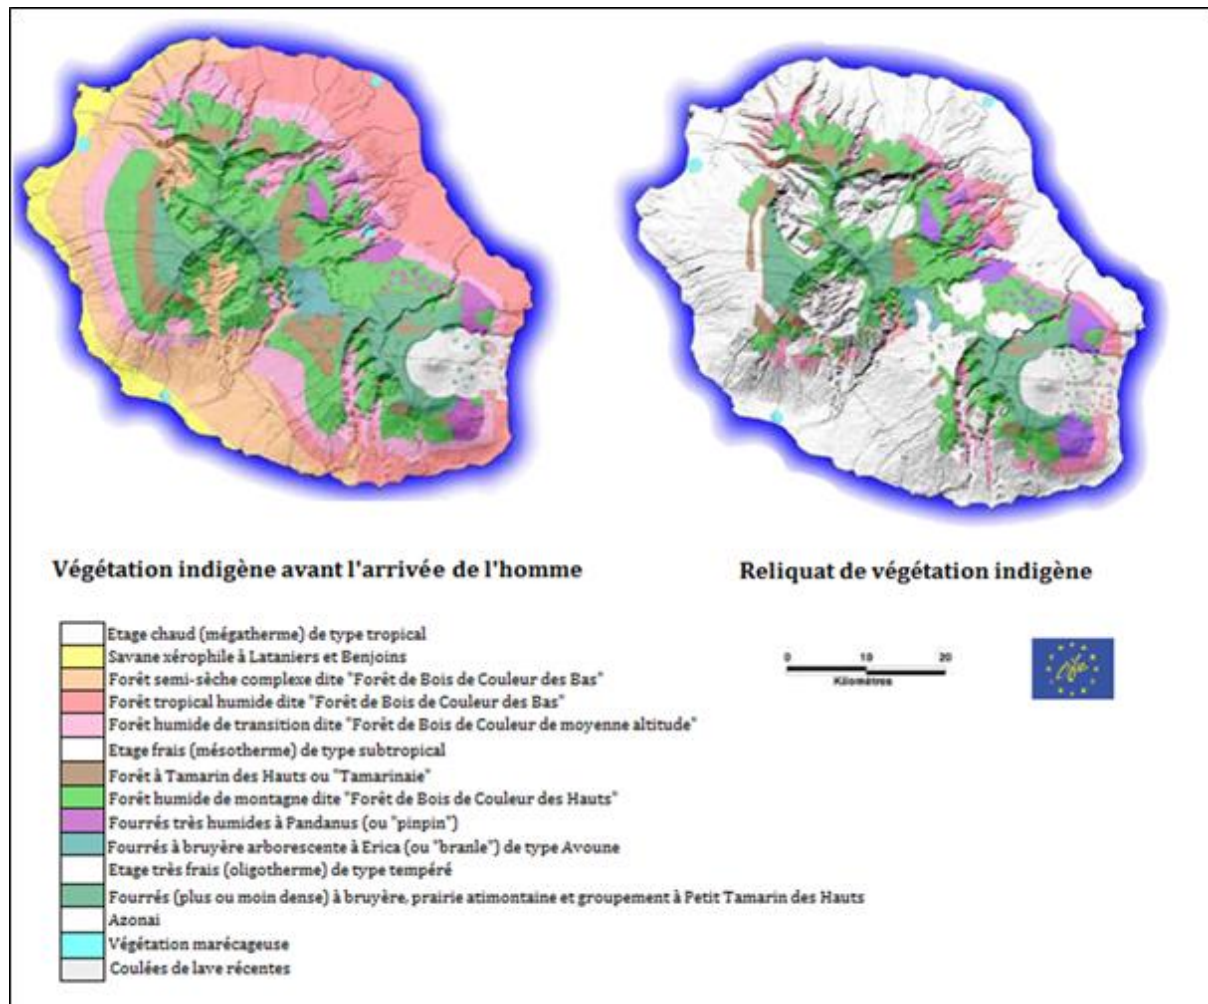 Végétation indigène avant l'arrivée de l'homme
Reliquat de végétation indigène
Etage chaud (mégatherme) de type tropical
Savane xérophile à Lataniers et Benjoins
Forêt semi-sèche complexe dite "Forêt de Bois de Couleur des Bas"
Forêt tropical humide dite "Forêt de Bois de Couleur des Bas"
Forêt humide de transition dite "Forêt de Bois de Couleur de moyenne altitude"
Etage frais (mésotherme) de type subtropical
Forêt à Tamarin des Hauts ou "Tamarinaie"
Forêt humide de montagne dite "Forêt de Bois de Couleur des Hauts"
Fourrés très humides à Pandanus (ou "pinpin")
Fourrés à bruyère arborescente à Erica (ou "branle") de type Avoune
Etage très frais (oligotherme) de type tempéré
Fourrés (plus ou moin dense) à bruyère, prairie atimontaine et groupement à Petit Tamarin des Hauts
Azonai
Végétation marécageuse
Coulées de lave récentes
0 10 20
Kilomètres